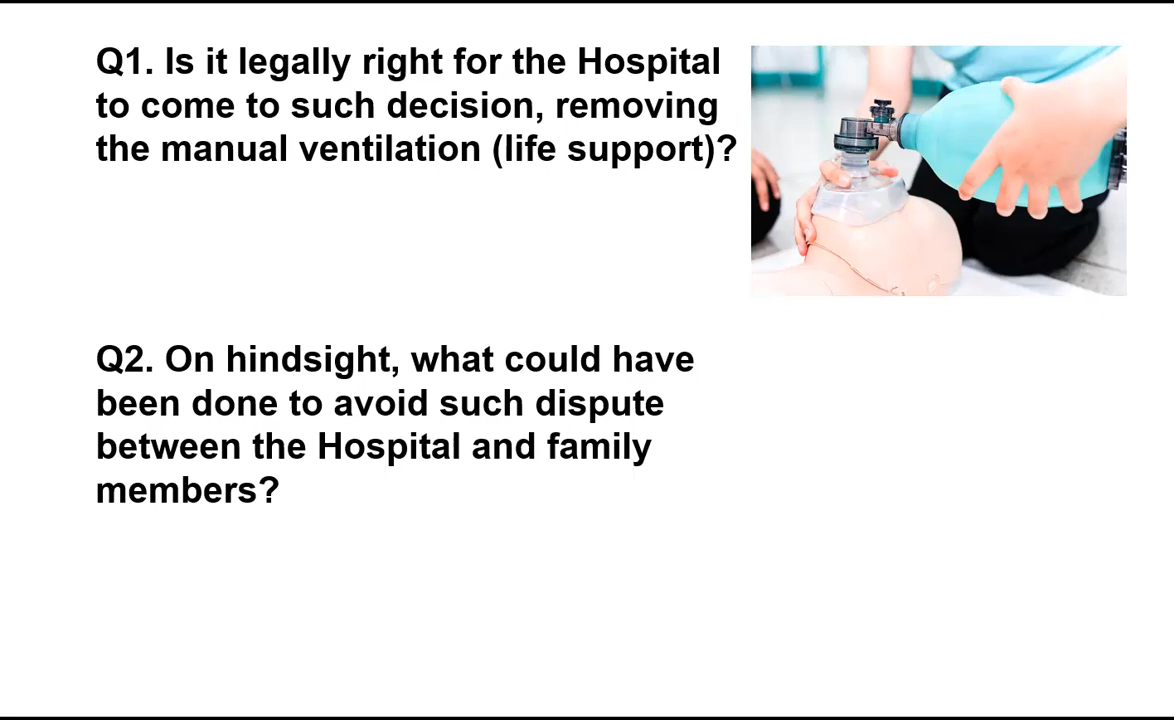 Q1. Is it legally right for the Hospital
to come to such decision, removing
the manual ventilation (life support)?
Q2. On hindsight, what could have
been done to avoid such dispute
between the Hospital and family
members?